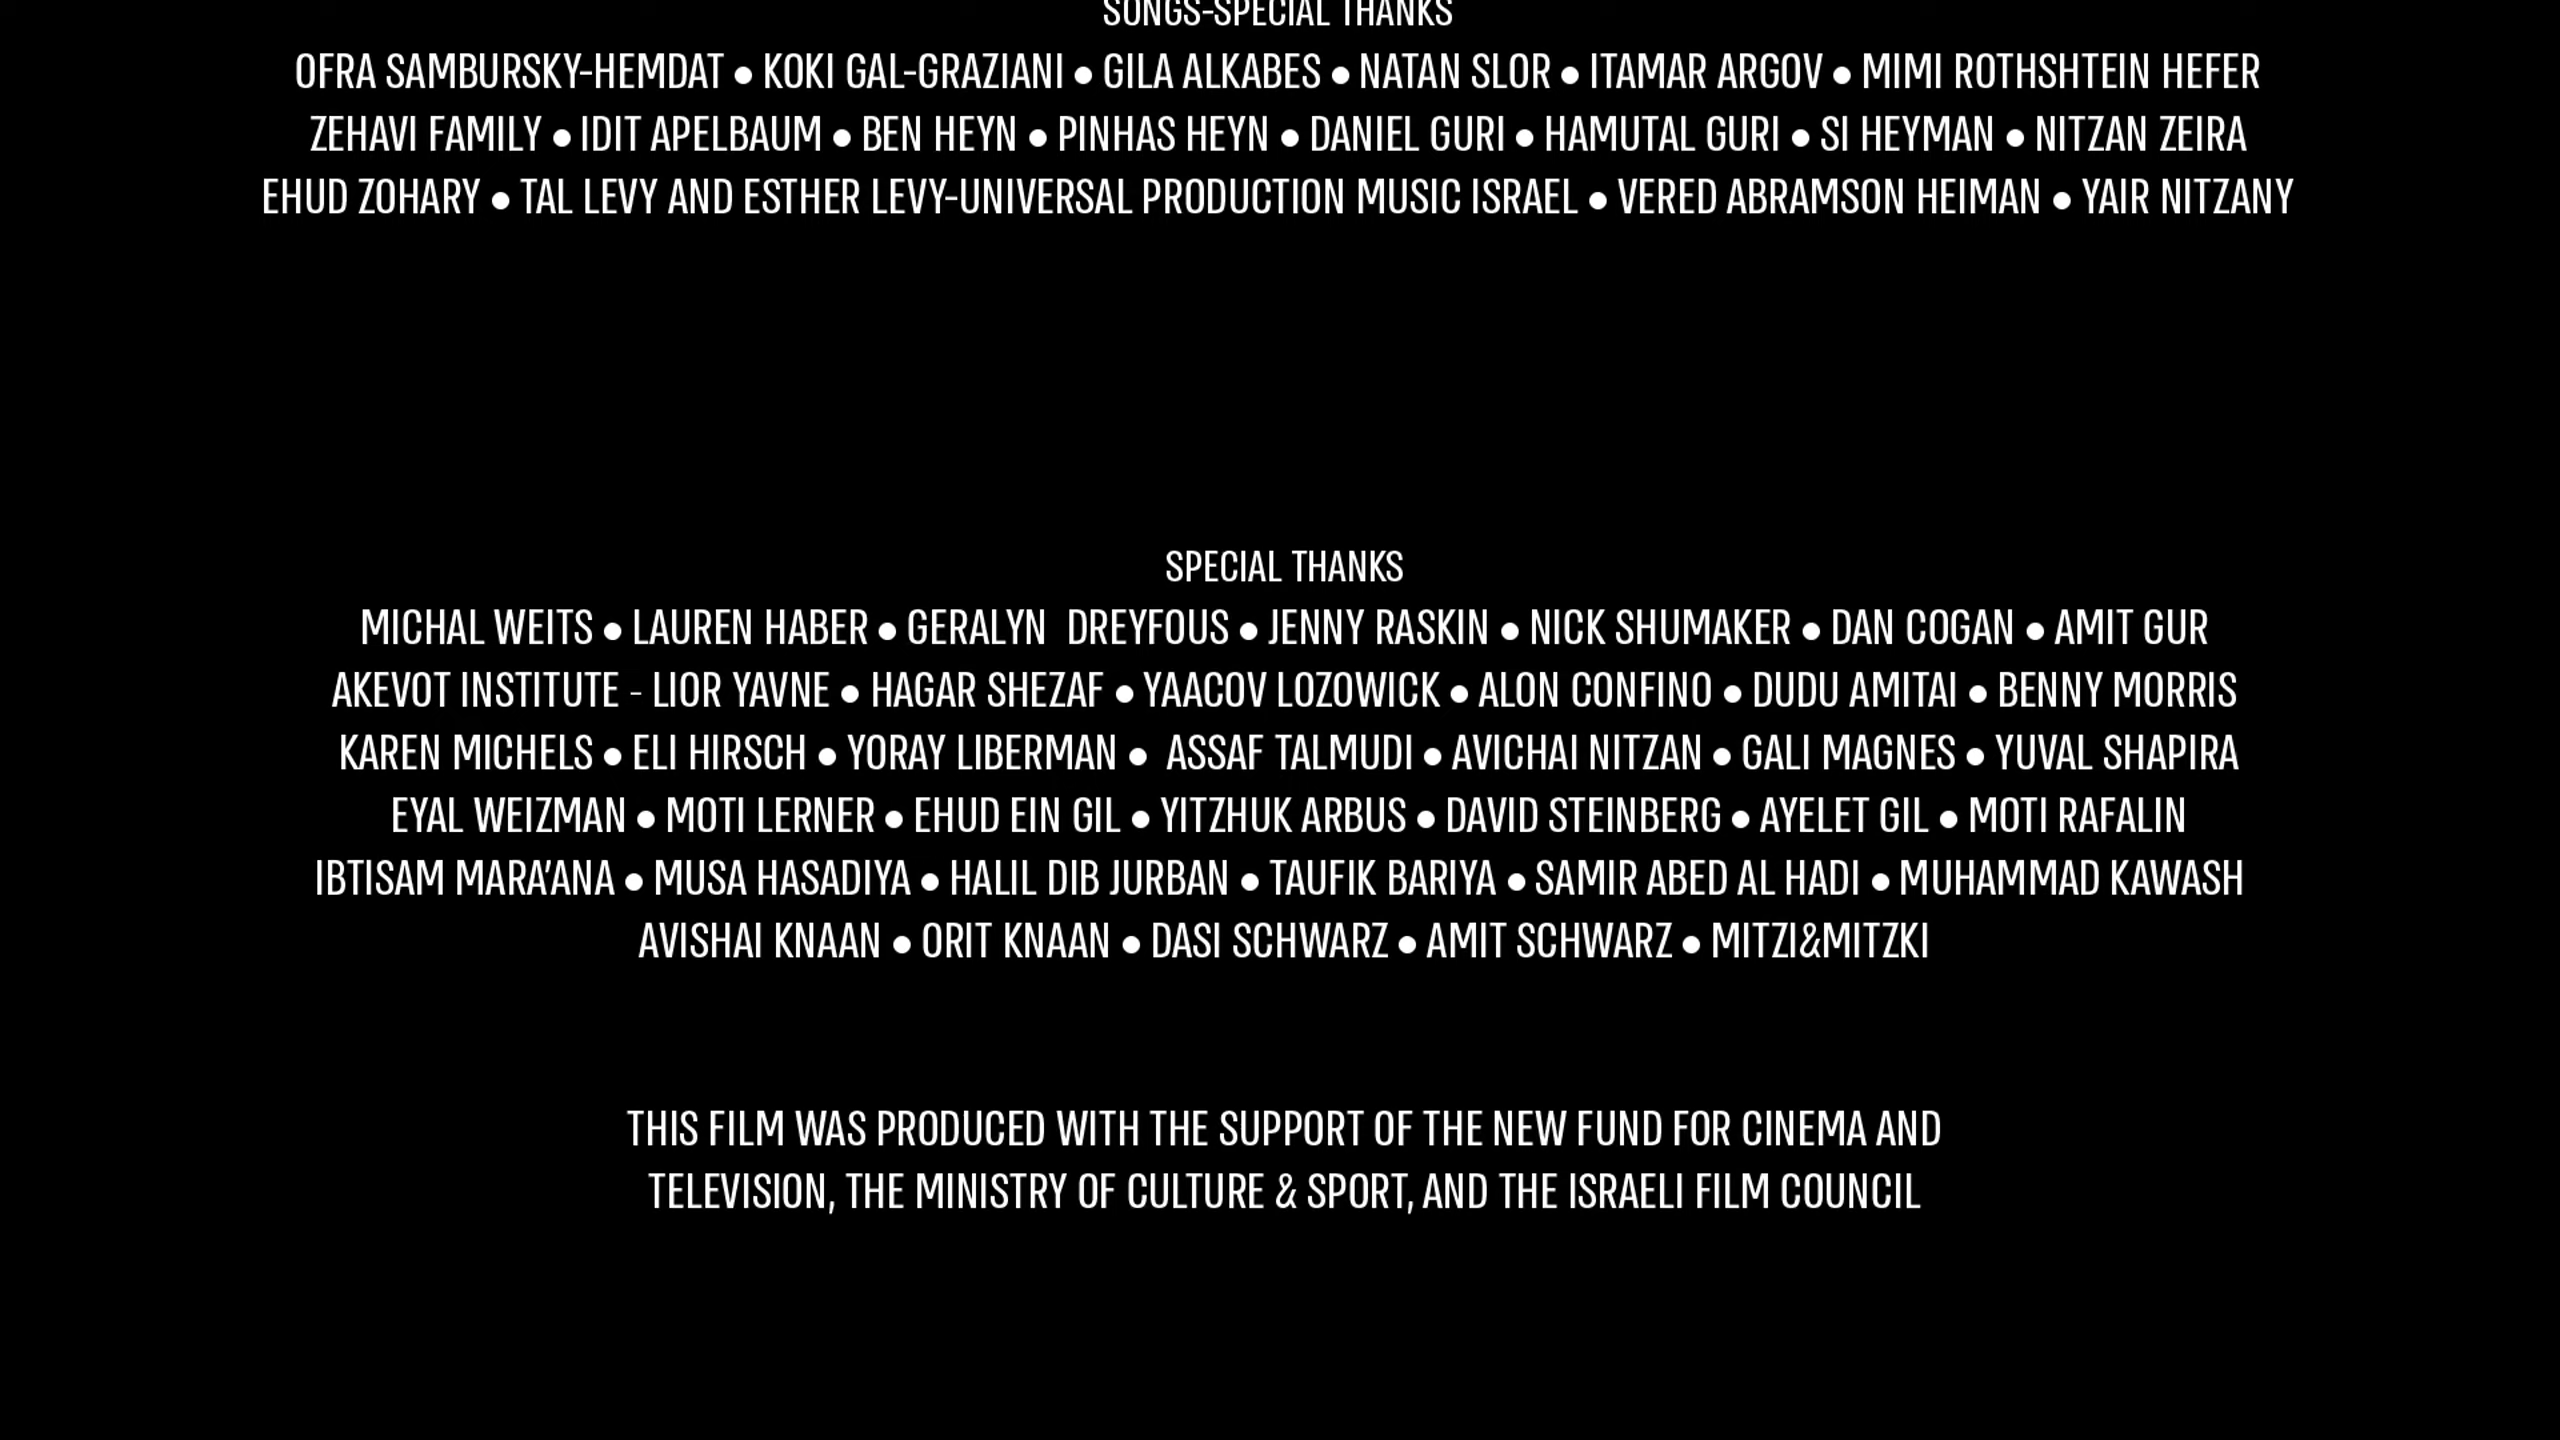 SONGS-SPECIAL THANKS
OFRA SAMBURSKY-HEMDAT ● KOKI GAL-GRAZIANI ● GILA ALKABES ● NATAN SLOR ● ITAMAR ARGOV ● MIMI ROTHSHTEIN HEFER
ZEHAVI FAMILY ● IDIT APELBAUM ● BEN HEYN ● PINHAS HEYN ● DANIEL GURI ● HAMUTAL GURI ● SI HEYMAN ● NITZAN ZEIRA
EHUD ZOHARY ● TAL LEVY AND ESTHER LEVY-UNIVERSAL PRODUCTION MUSIC ISRAEL ● VERED ABRAMSON HEIMAN ● YAIR NITZANY
SPECIAL THANKS
MICHAL WEITS ● LAUREN HABER ● GERALYN  DREYFOUS ● JENNY RASKIN ● NICK SHUMAKER ● DAN COGAN ● AMIT GUR
AKEVOT INSTITUTE - LIOR YAVNE ● HAGAR SHEZAF ● YAACOV LOZOWICK ● ALON CONFINO ● DUDU AMITAI ● BENNY MORRIS
KAREN MICHELS ● ELI HIRSCH ● YORAY LIBERMAN ●  ASSAF TALMUDI ● AVICHAI NITZAN ● GALI MAGNES ● YUVAL SHAPIRA
EYAL WEIZMAN ● MOTI LERNER ● EHUD EIN GIL ● YITZHUK ARBUS ● DAVID STEINBERG ● AYELET GIL ● MOTI RAFALIN
IBTISAM MARA'ANA ● MUSA HASADIYA ● HALIL DIB JURBAN ● TAUFIK BARIYA ● SAMIR ABED AL HADI ● MUHAMMAD KAWASH
AVISHAI KNAAN ● ORIT KNAAN ● DASI SCHWARZ ● AMIT SCHWARZ ● MITZI&MITZKI
THIS FILM WAS PRODUCED WITH THE SUPPORT OF THE NEW FUND FOR CINEMA AND
TELEVISION, THE MINISTRY OF CULTURE & SPORT, AND THE ISRAELI FILM COUNCIL